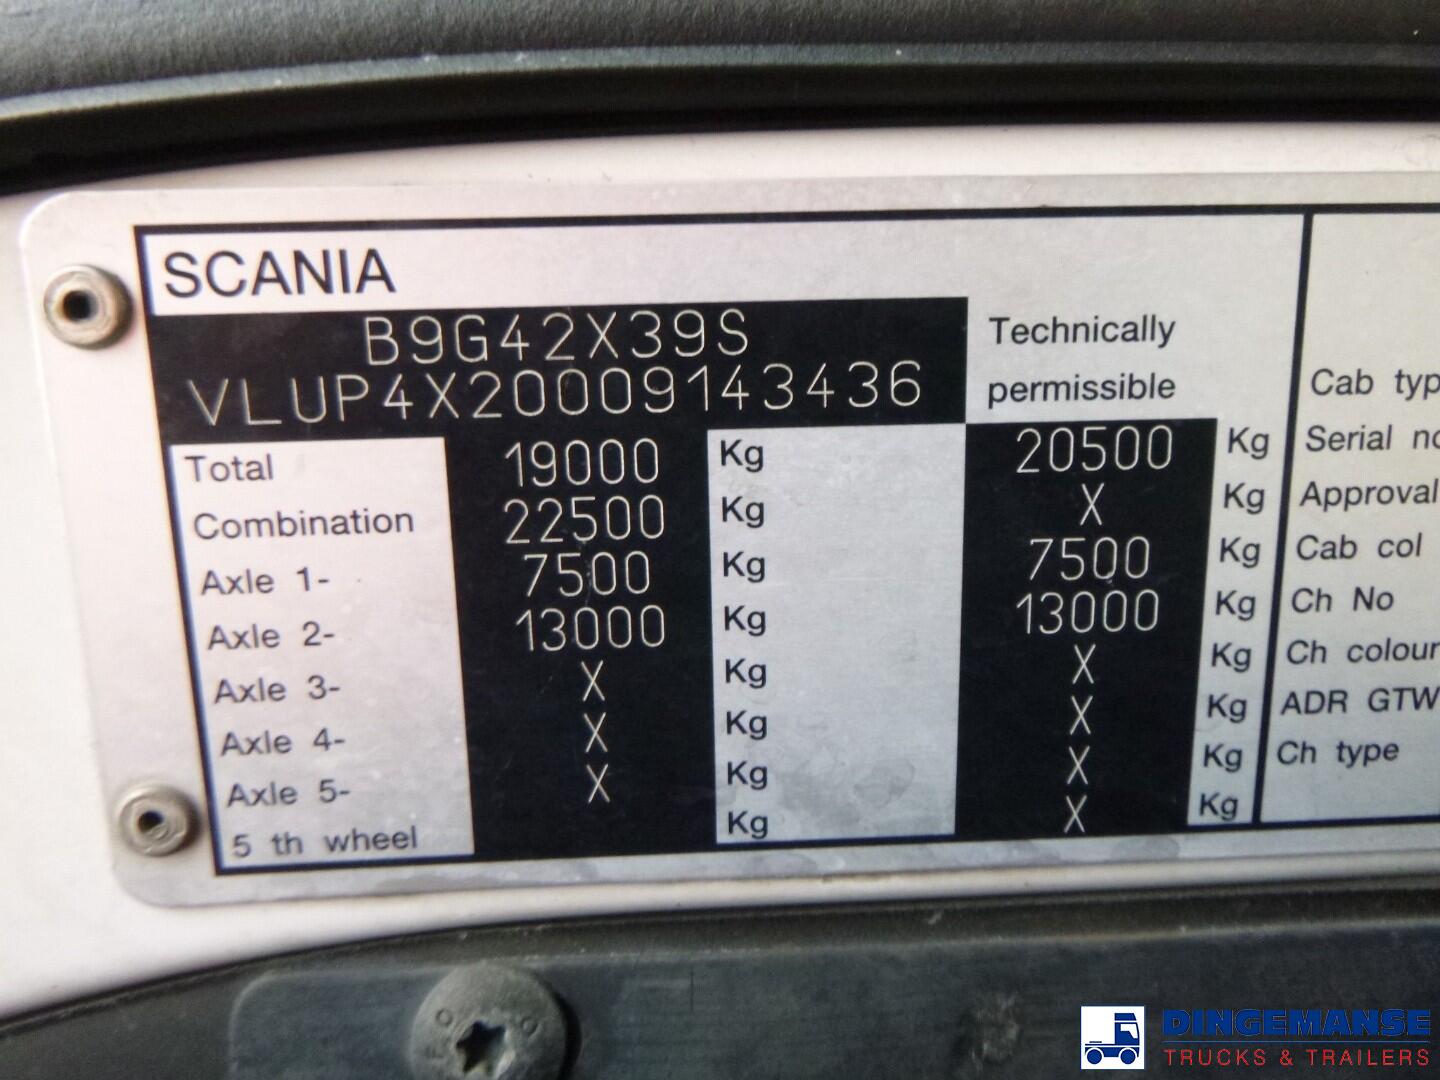 SCANIA
B9G42X39S
VLUP4X20009143436
Technically
permissible
Total 19000 Kg 20500 Kg
Combination 22500 Kg X Kg
Axle 1- 7500 Kg 7500 Kg
Axle 2- 13000 Kg 13000 Kg
Axle 3- X Kg X Kg
Axle 4- X Kg X Kg
Axle 5- X Kg X Kg
5 th wheel Kg X Kg
Cab typ
Serial no
Approval
Cab col
Ch No
Ch colour
ADR GTW
Ch type
DINGEMANSE
TRUCKS & TRAILERS